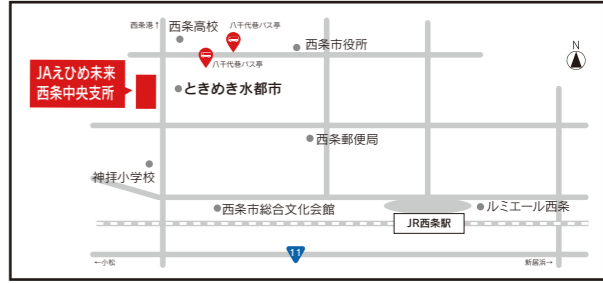 西条港↑
西条高校
八千代巷バス亭
西条市役所
N
八千代巷バス亭
JAえひめ未来
西条中央支所
ときめき水都市
西条郵便局
神拝小学校
西条市総合文化会館
ルミエール西条
JR西条駅
11
←小松
新居浜→